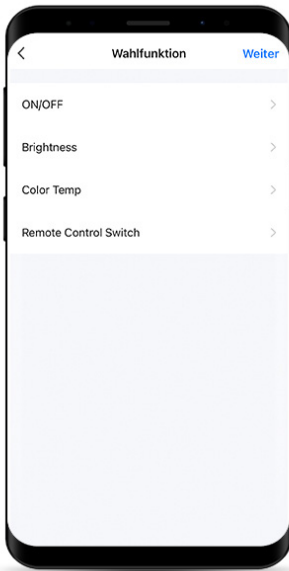 Wahlfunktion Weiter
ON/OFF
Brightness
Color Temp
Remote Control Switch